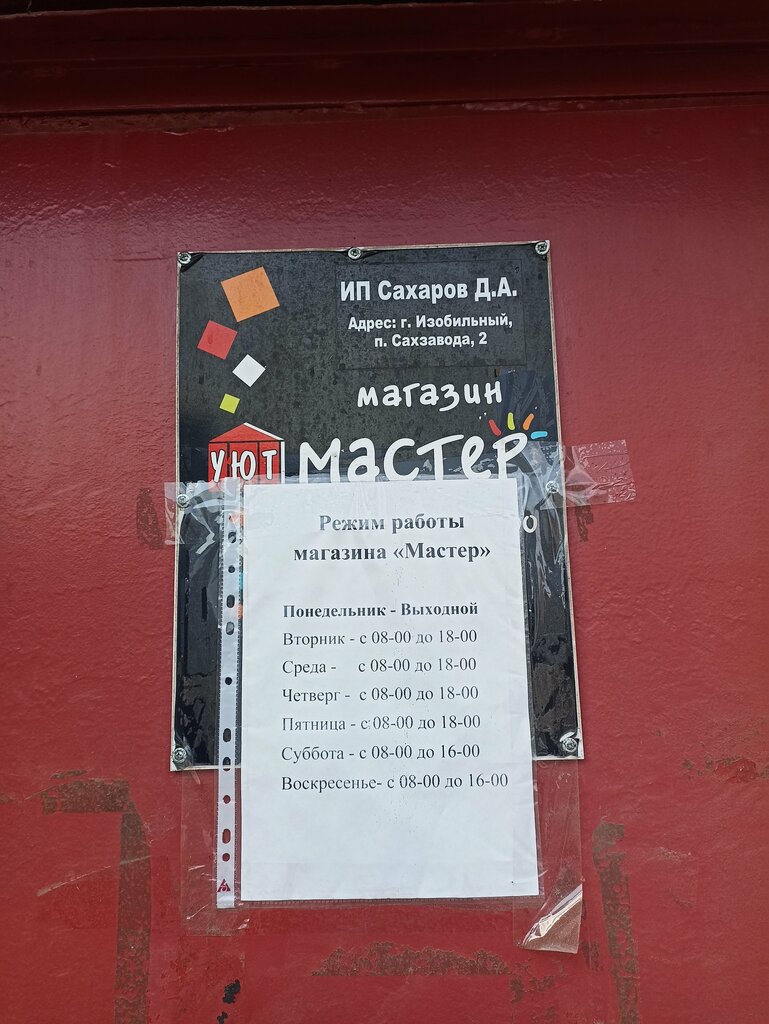 ИП Сахаров Д.А.
Адрес: г. Изобильный,
п. Сахзавода, 2
магазин
УЮТ мастер
Режим работы
магазина «Мастер»
Понедельник - Выходной
Вторник - с 08-00 до 18-00
Среда - с 08-00 до 18-00
Четверг - с 08-00 до 18-00
Пятница - с 08-00 до 18-00
Суббота - с 08-00 до 16-00
Воскресенье- с 08-00 до 16-00